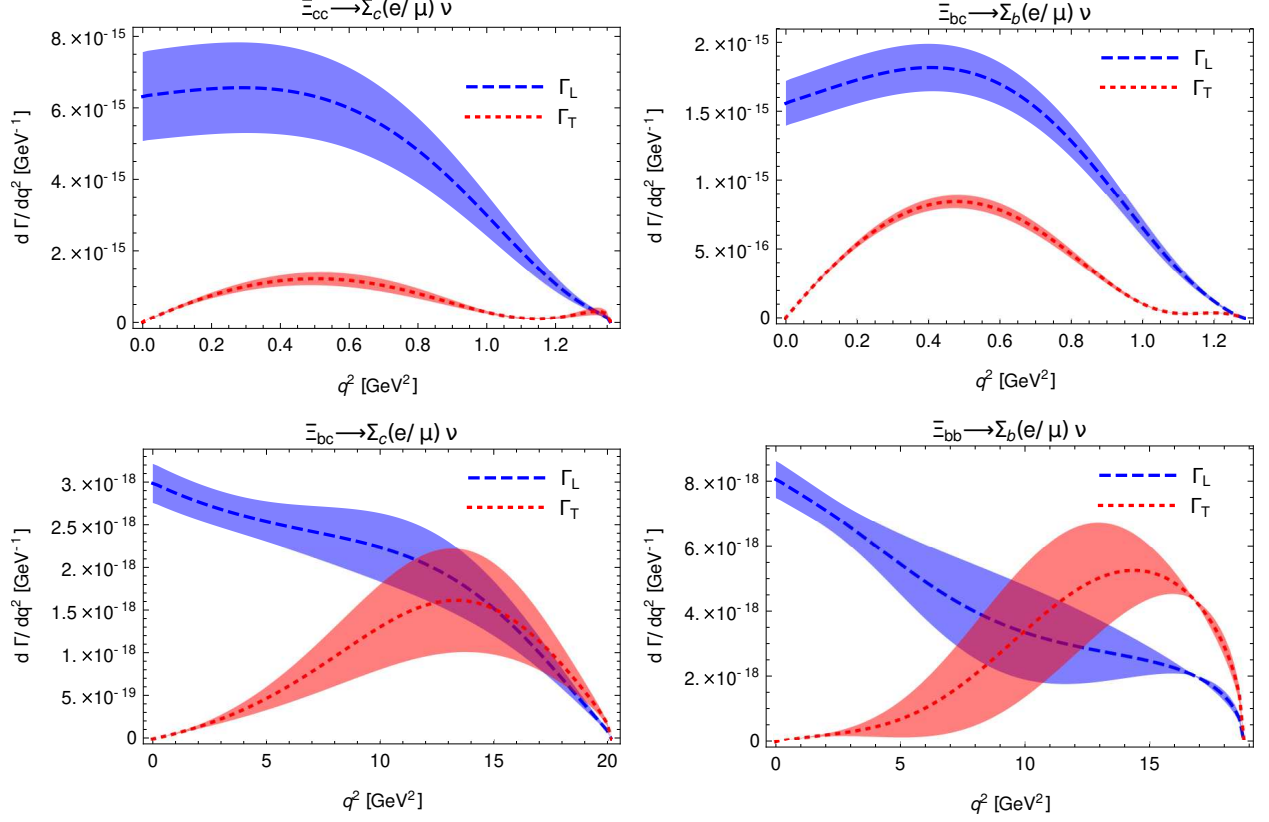 Ξcc⟶Σc(e/ μ) ν
8.×10⁻¹⁵
6.×10⁻¹⁵
4.×10⁻¹⁵
2.×10⁻¹⁵
0
d Γ/ dq² [GeV⁻¹]
ΓL
ΓT
0.0 0.2 0.4 0.6 0.8 1.0 1.2
q² [GeV²]
Ξbc⟶Σb(e/ μ) ν
2.×10⁻¹⁵
1.5×10⁻¹⁵
1.×10⁻¹⁵
5.×10⁻¹⁶
0
d Γ/ dq² [GeV⁻¹]
ΓL
ΓT
0.0 0.2 0.4 0.6 0.8 1.0 1.2
q² [GeV²]
Ξbc⟶Σc(e/ μ) ν
3.×10⁻¹⁸
2.5×10⁻¹⁸
2.×10⁻¹⁸
1.5×10⁻¹⁸
1.×10⁻¹⁸
5.×10⁻¹⁹
0
d Γ/ dq² [GeV⁻¹]
ΓL
ΓT
0 5 10 15 20
q² [GeV²]
Ξbb⟶Σb(e/ μ) ν
8.×10⁻¹⁸
6.×10⁻¹⁸
4.×10⁻¹⁸
2.×10⁻¹⁸
0
d Γ/ dq² [GeV⁻¹]
ΓL
ΓT
0 5 10 15
q² [GeV²]